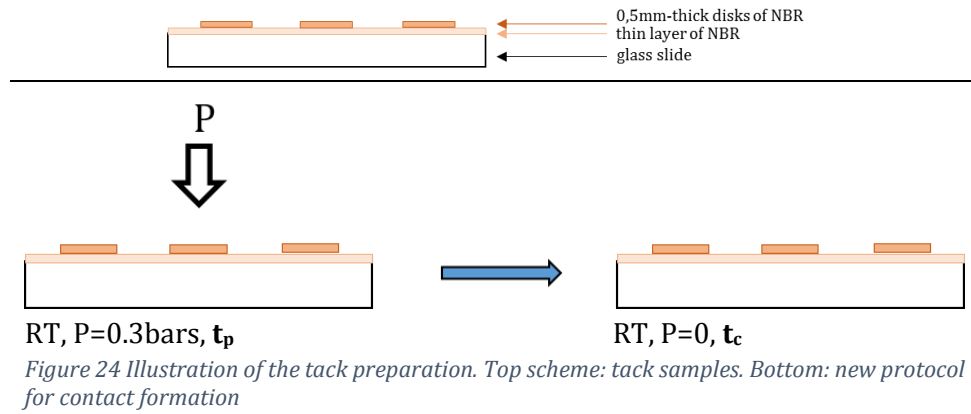 0,5mm-thick disks of NBR
thin layer of NBR
glass slide
P
RT, P=0.3bars, tp
RT, P=0, tc
Figure 24 Illustration of the tack preparation. Top scheme: tack samples. Bottom: new protocol
for contact formation